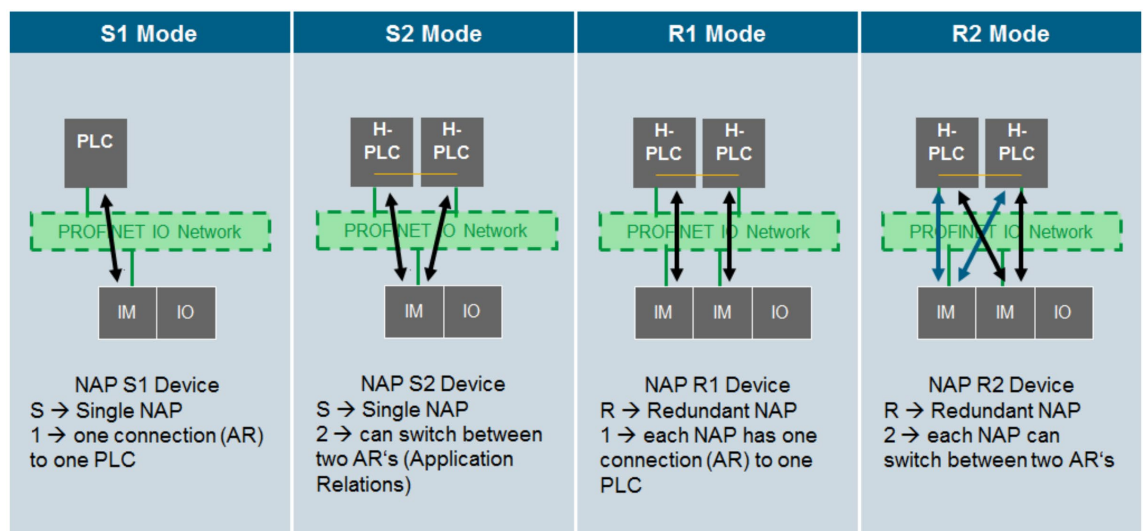 S1 Mode
PLC
PROFINET IO Network
IM IO
NAP S1 Device
S → Single NAP
1 → one connection (AR)
to one PLC
S2 Mode
H-
PLC
H-
PLC
PROFINET IO Network
IM IO
NAP S2 Device
S → Single NAP
2 → can switch between
two AR‘s (Application
Relations)
R1 Mode
H-
PLC
H-
PLC
PROFINET IO Network
IM IM IO
NAP R1 Device
R → Redundant NAP
1 → each NAP has one
connection (AR) to one
PLC
R2 Mode
H-
PLC
H-
PLC
PROFINET IO Network
IM IM IO
NAP R2 Device
R → Redundant NAP
2 → each NAP can
switch between two AR‘s